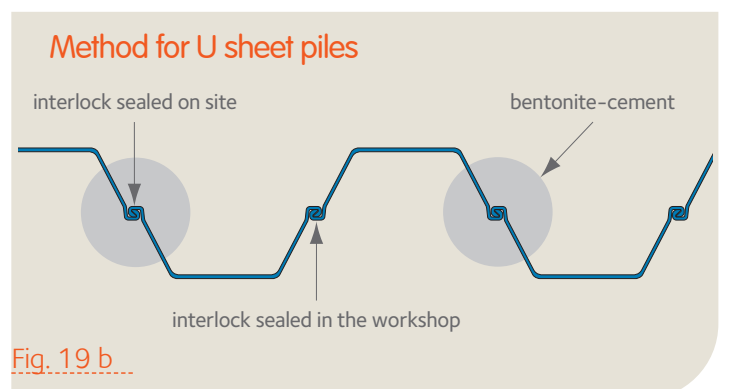 Method for U sheet piles
interlock sealed on site
bentonite-cement
interlock sealed in the workshop
Fig. 19 b